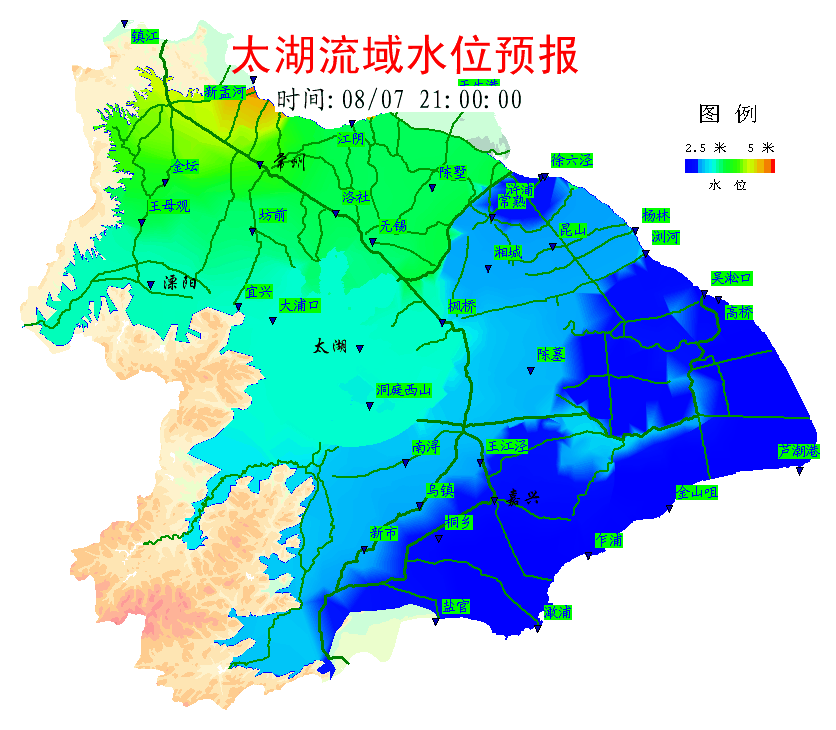 镇江
太湖流域水位预报
新孟河
时间:08/07 21:00:00
图 例
江阴
2.5 米 5 米
常州
徐六泾
金坛
陈墅
水 位
浒浦
洛社
常熟
王母观
坊前
杨林
无锡
昆山
浏河
湘城
溧阳
吴淞口
宜兴
大浦口
枫桥
高桥
太湖
陈墓
洞庭西山
南浔
王江泾
芦潮港
乌镇
嘉兴
金山咀
新市
桐乡
乍浦
盐官
澉浦